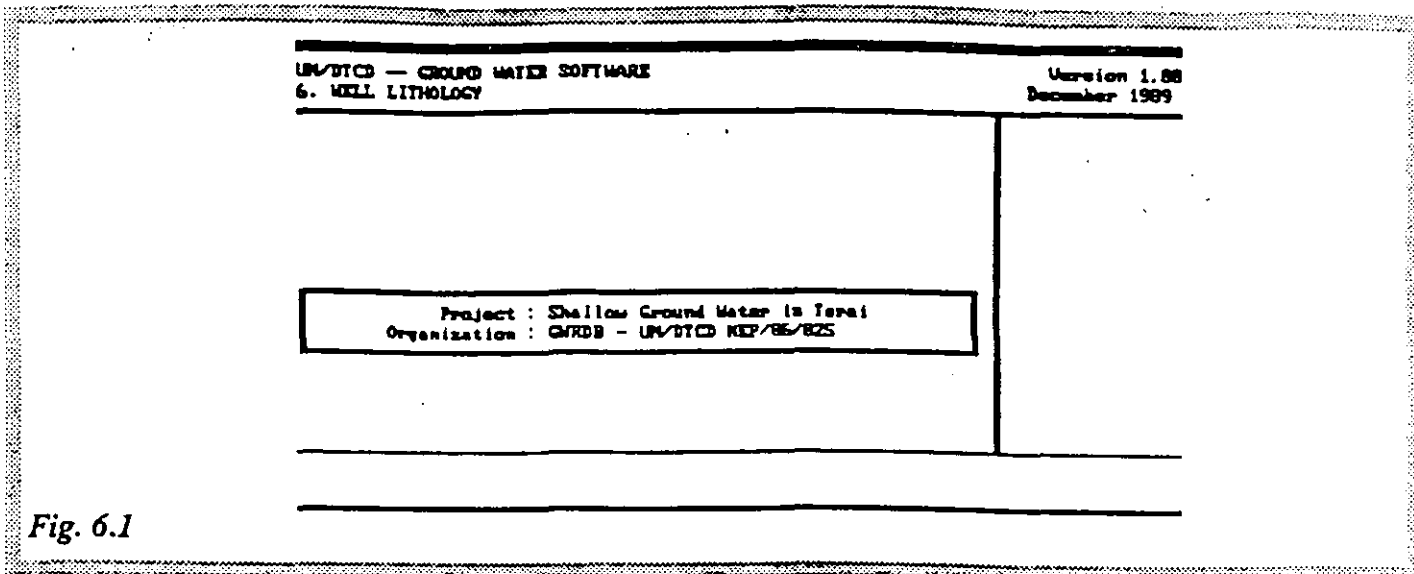 UN/DTCD — GROUND WATER SOFTWARE
6. WELL LITHOLOGY
Version 1.00
December 1989
Project : Shallow Ground Water in Terai
Organization : GWRDB - UN/DTCD NEP/86/025
Fig. 6.1